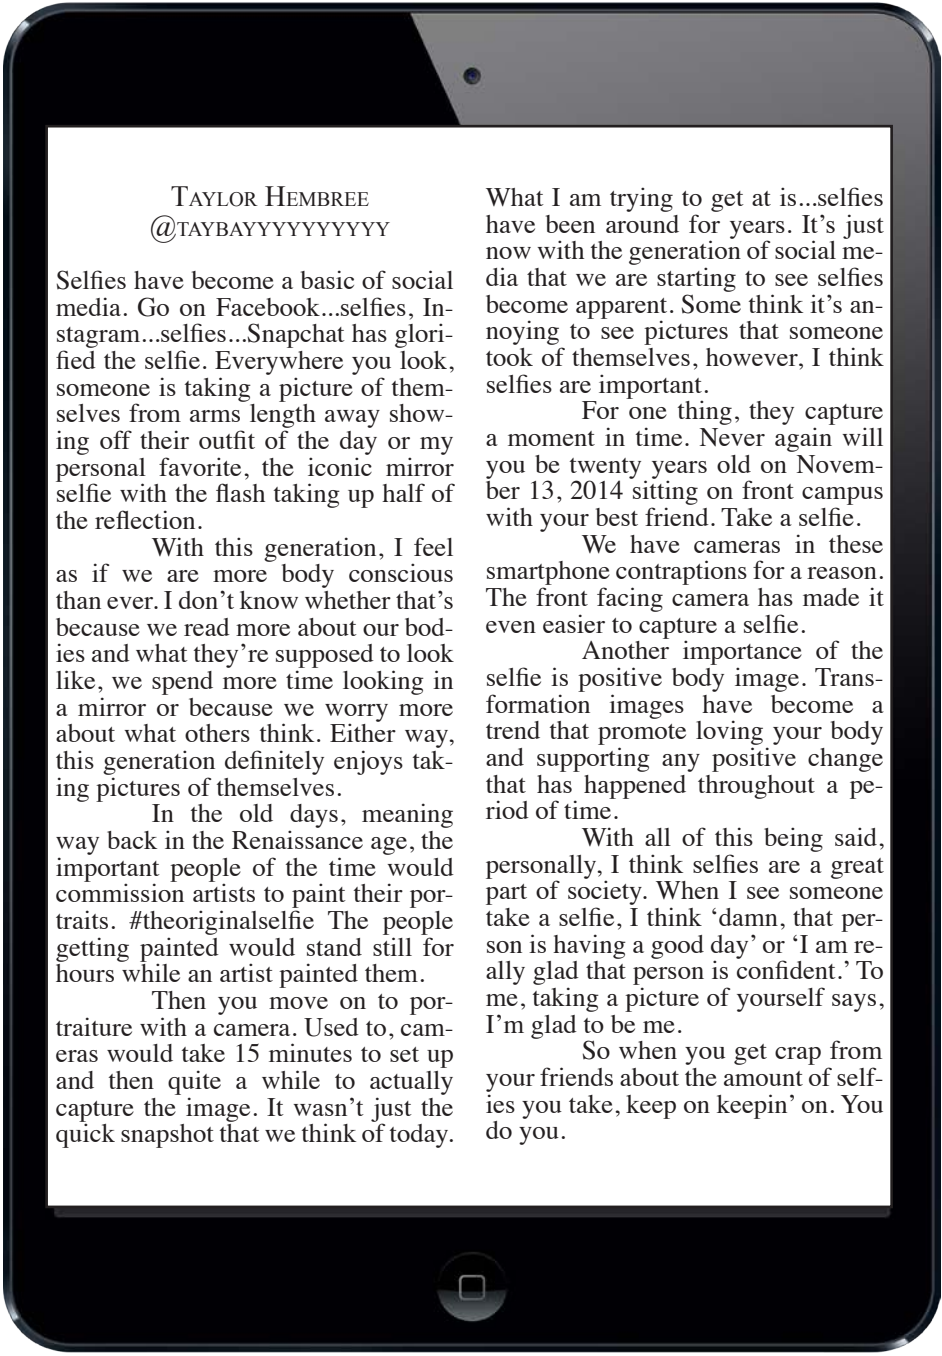 TAYLOR HEMBREE
@TAYBAYYYYYYYYYYY
Selfies have become a basic of social
media. Go on Facebook...selfies, In-
stagram...selfies...Snapchat has glori-
fied the selfie. Everywhere you look,
someone is taking a picture of them-
selves from arms length away show-
ing off their outfit of the day or my
personal favorite, the iconic mirror
selfie with the flash taking up half of
the reflection.
With this generation, I feel
as if we are more body conscious
than ever. I don’t know whether that’s
because we read more about our bod-
ies and what they’re supposed to look
like, we spend more time looking in
a mirror or because we worry more
about what others think. Either way,
this generation definitely enjoys tak-
ing pictures of themselves.
In the old days, meaning
way back in the Renaissance age, the
important people of the time would
commission artists to paint their por-
traits. #theoriginalselfie The people
getting painted would stand still for
hours while an artist painted them.
Then you move on to por-
traiture with a camera. Used to, cam-
eras would take 15 minutes to set up
and then quite a while to actually
capture the image. It wasn’t just the
quick snapshot that we think of today.
What I am trying to get at is...selfies
have been around for years. It’s just
now with the generation of social me-
dia that we are starting to see selfies
become apparent. Some think it’s an-
noying to see pictures that someone
took of themselves, however, I think
selfies are important.
For one thing, they capture
a moment in time. Never again will
you be twenty years old on Novem-
ber 13, 2014 sitting on front campus
with your best friend. Take a selfie.
We have cameras in these
smartphone contraptions for a reason.
The front facing camera has made it
even easier to capture a selfie.
Another importance of the
selfie is positive body image. Trans-
formation images have become a
trend that promote loving your body
and supporting any positive change
that has happened throughout a pe-
riod of time.
With all of this being said,
personally, I think selfies are a great
part of society. When I see someone
take a selfie, I think ‘damn, that per-
son is having a good day’ or ‘I am re-
ally glad that person is confident.’ To
me, taking a picture of yourself says,
I’m glad to be me.
So when you get crap from
your friends about the amount of self-
ies you take, keep on keepin’ on. You
do you.